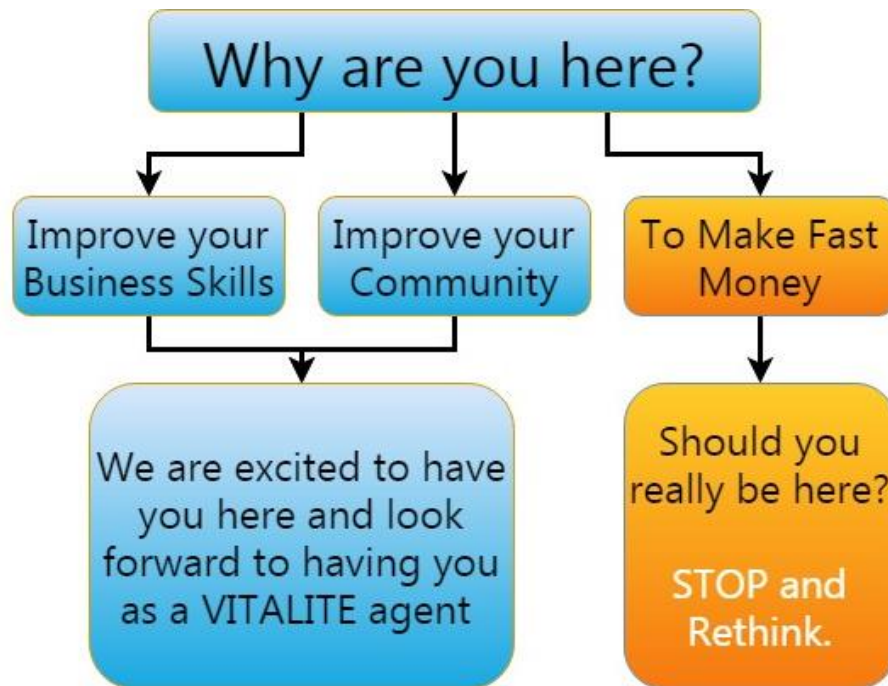 Why are you here?
Improve your
Business Skills
Improve your
Community
To Make Fast
Money
We are excited to have
you here and look
forward to having you
as a VITALITE agent
Should you
really be here?
STOP and
Rethink.